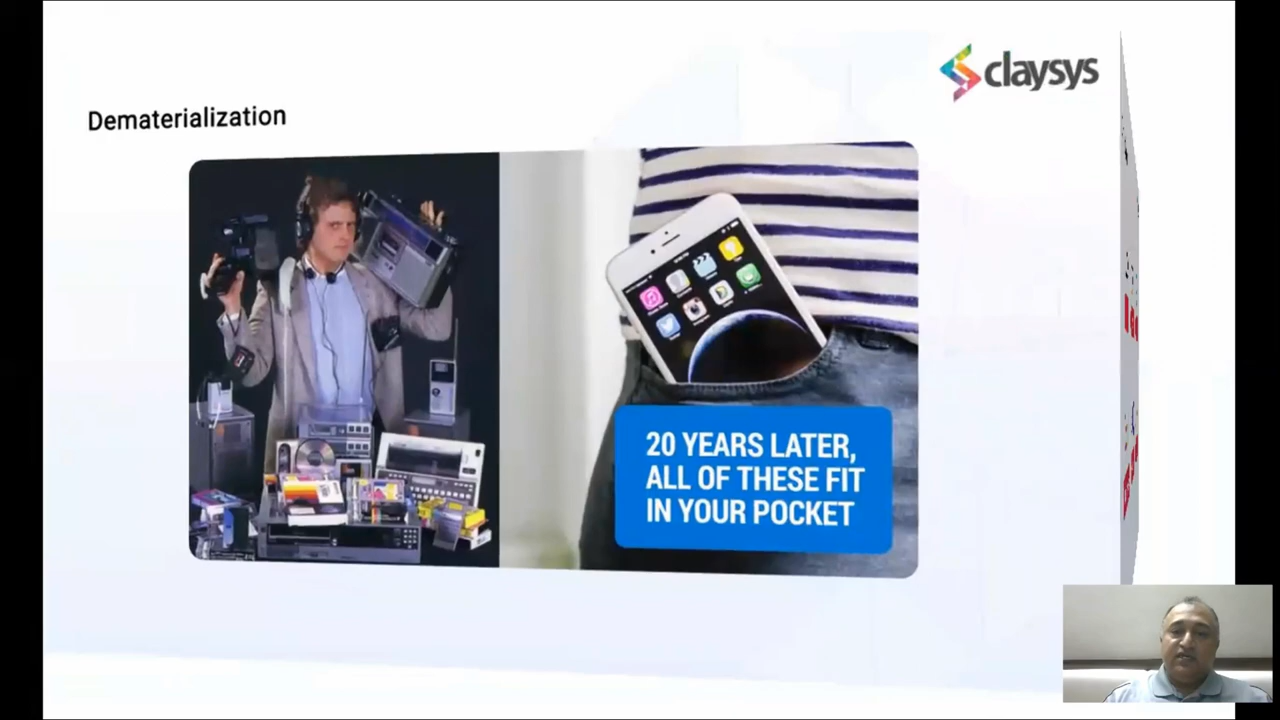 claysys
Dematerialization
20 YEARS LATER,
ALL OF THESE FIT
IN YOUR POCKET